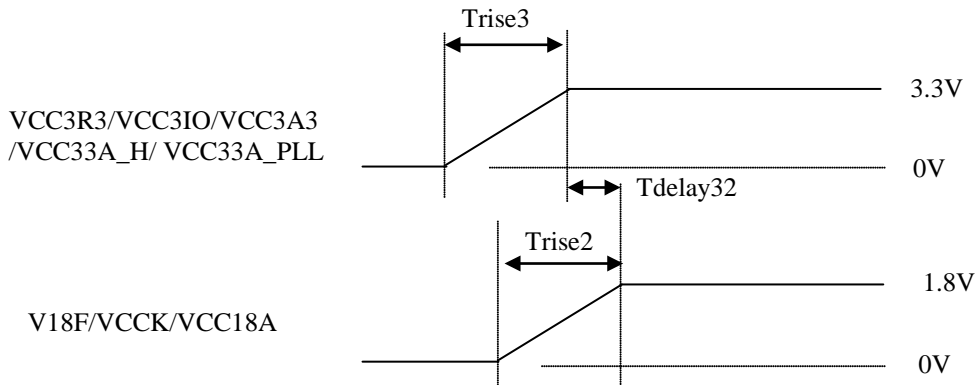 Trise3
3.3V
VCC3R3/VCC3IO/VCC3A3
/VCC33A_H/ VCC33A_PLL
0V
Tdelay32
Trise2
1.8V
V18F/VCCK/VCC18A
0V